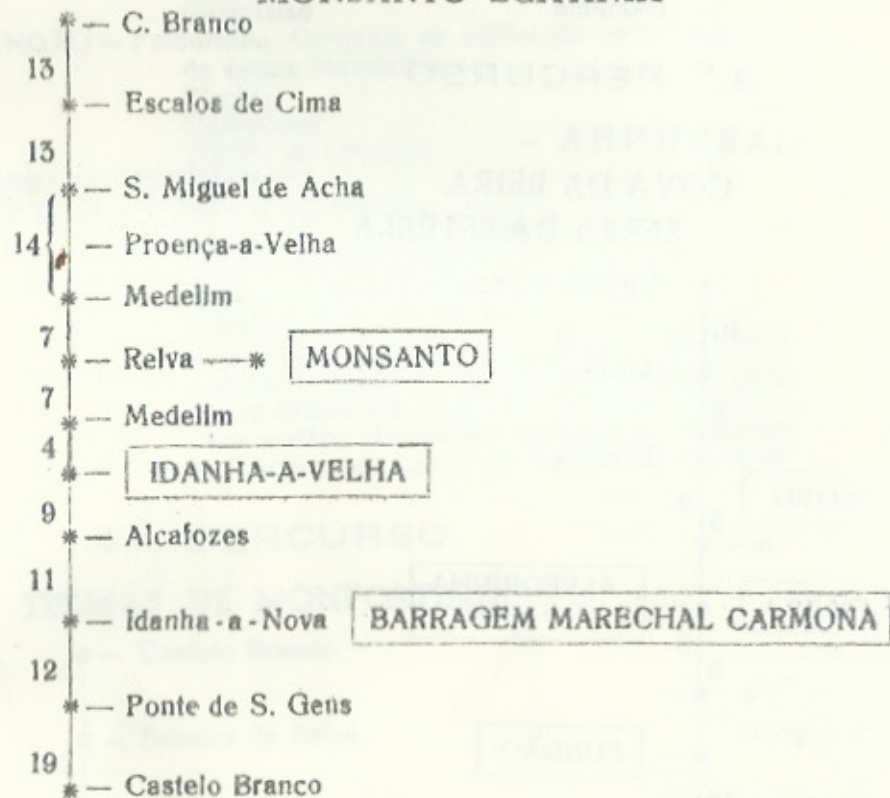 * — C. Branco
13
* — Escalos de Cima
13
* — S. Miguel de Acha
14 — Proença-a-Velha
* — Medelim
7
* — Relva —* MONSANTO
7
* — Medelim
4
* — IDANHA-A-VELHA
9
* — Alcafozes
11
* — Idanha-a-Nova BARRAGEM MARECHAL CARMONA
12
* — Ponte de S. Gens
19
* — Castelo Branco